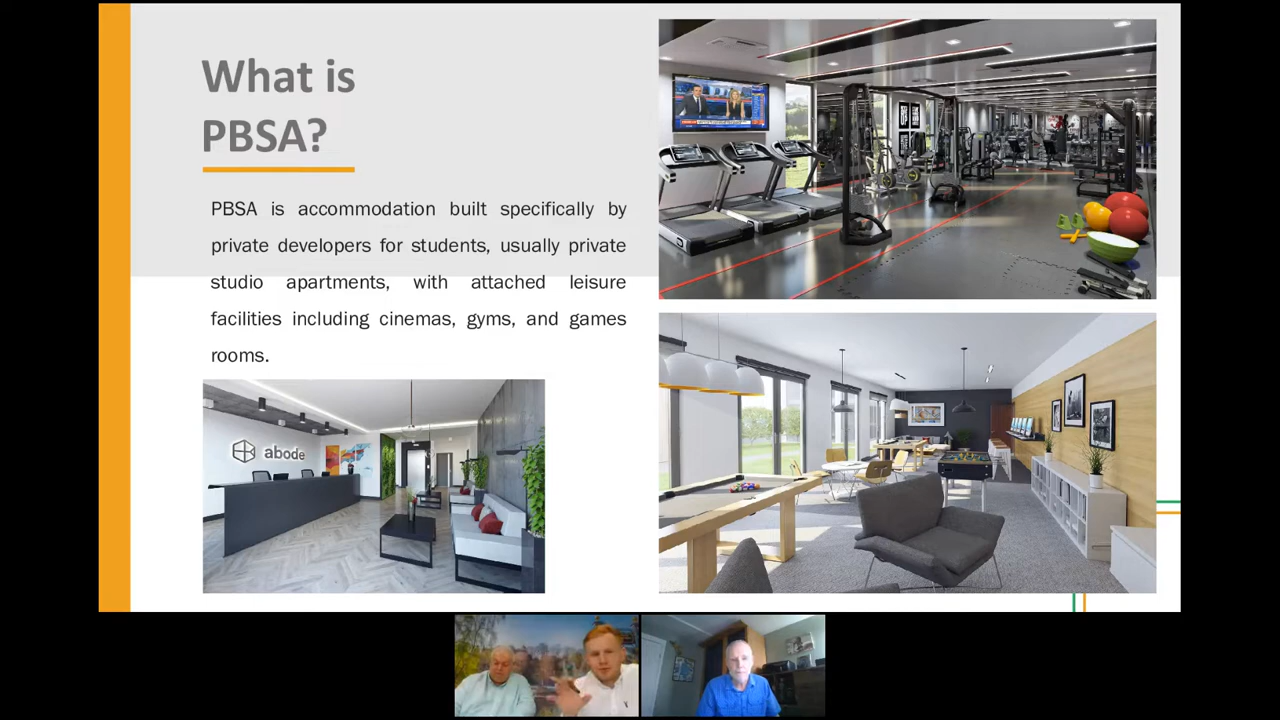 What is
PBSA?
PBSA is accommodation built specifically by
private developers for students, usually private
studio apartments, with attached leisure
facilities including cinemas, gyms, and games
rooms.
abode